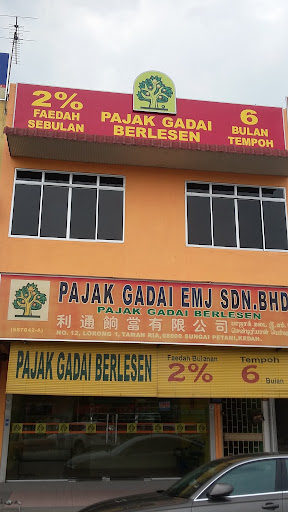 2%
FAEDAH
SEBULAN
PAJAK GADAI
BERLESEN
6
BULAN
TEMPOH
PAJAK GADAI EMJ SDN.BHD
PAJAK GADAI BERLESEN
利通餉當有限公司
NO. 12, LORONG 1, TAMAN RIA, 08000 SUNGAI PETANI, KEDAH.
PAJAK GADAI BERLESEN
Faedah Bulanan
2%
Tempoh
6
Bulan